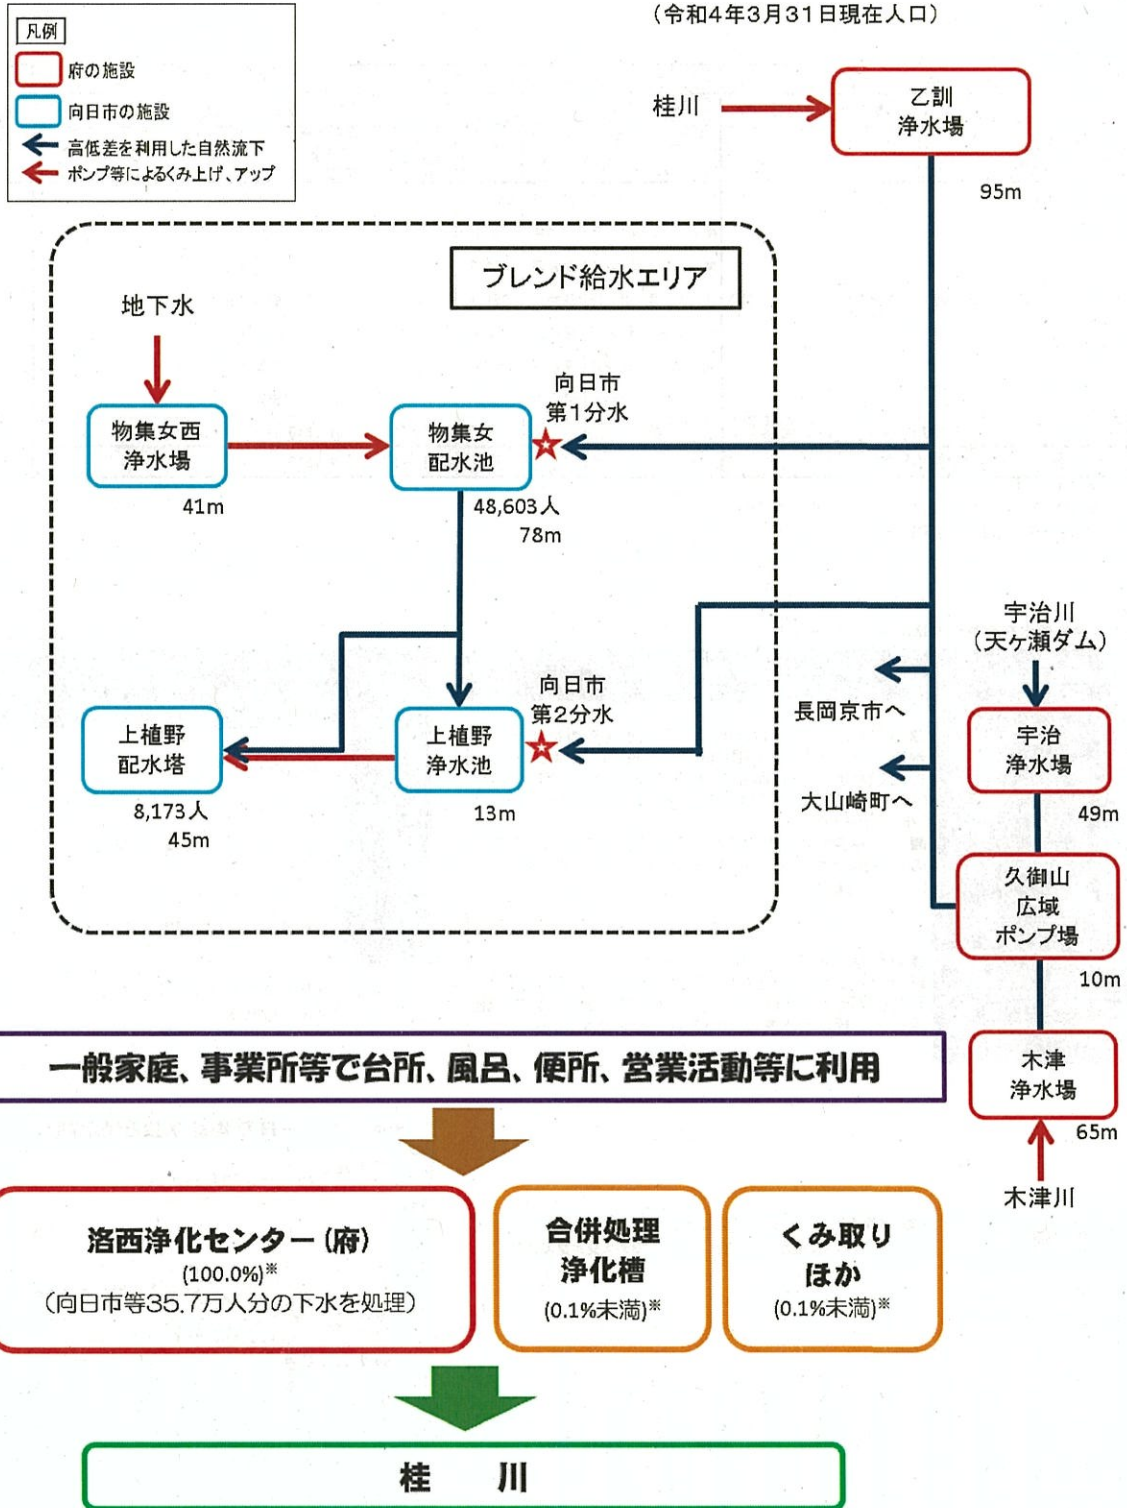 (令和4年3月31日現在人口)
凡例
府の施設
向日市の施設
高低差を利用した自然流下
ポンプ等によるくみ上げ、アップ
桂川
乙訓
浄水場
95m
ブレンド給水エリア
地下水
物集女西
浄水場
41m
物集女
配水池
48,603人
78m
向日市
第1分水
上植野
配水塔
8,173人
45m
上植野
浄水池
13m
向日市
第2分水
長岡京市へ
大山崎町へ
宇治川
(天ヶ瀬ダム)
宇治
浄水場
49m
久御山
広域
ポンプ場
10m
木津
浄水場
65m
木津川
一般家庭、事業所等で台所、風呂、便所、営業活動等に利用
洛西浄化センター(府)
(100.0%)※
(向日市等35.7万人分の下水を処理)
合併処理
浄化槽
(0.1%未満)※
くみ取り
ほか
(0.1%未満)※
桂 川